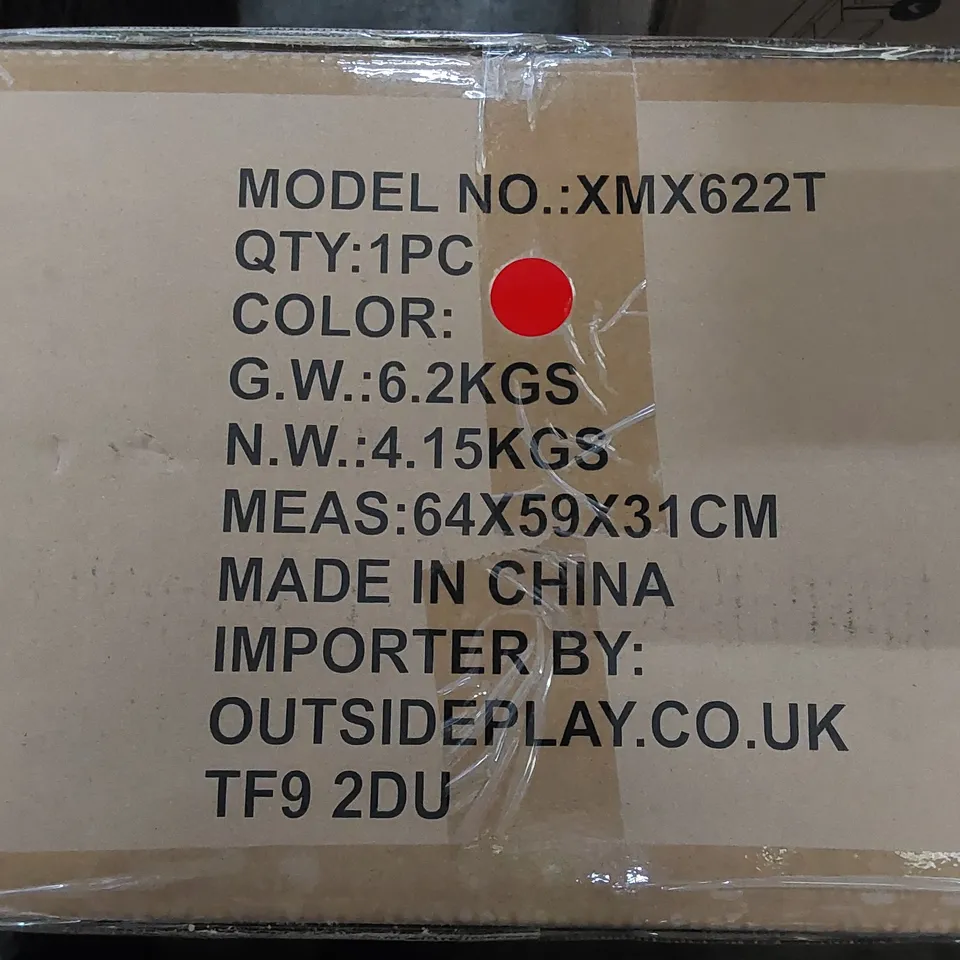 MODEL NO.:XMX622T
QTY:1PC
COLOR:
G.W.:6.2KGS
N.W.:4.15KGS
MEAS:64X59X31CM
MADE IN CHINA
IMPORTER BY:
OUTSIDEPLAY.CO.UK
TF9 2DU